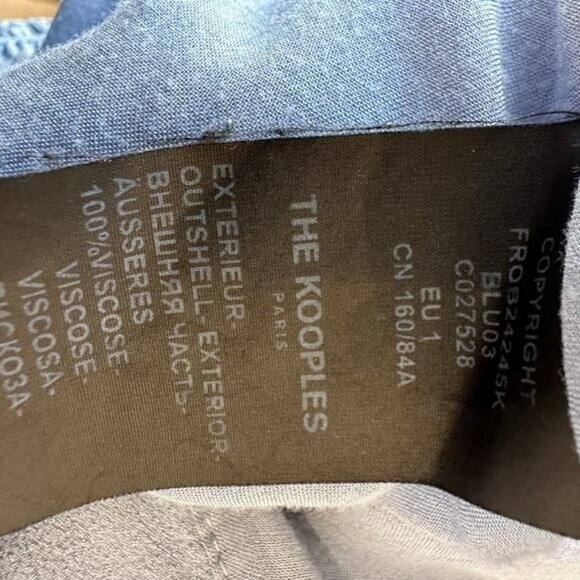 COPYRIGHT
FROB24245K
BLU03
C027528
EU 1
CN 160/84A
THE KOOPLES
PARIS
EXTERIEUR-
OUTSHELL- EXTERIOR-
ВНЕШНЯЯ ЧАСТЬ-
ÄUSSERES
100%VISCOSE-
VISCOSE-
VISCOSA-